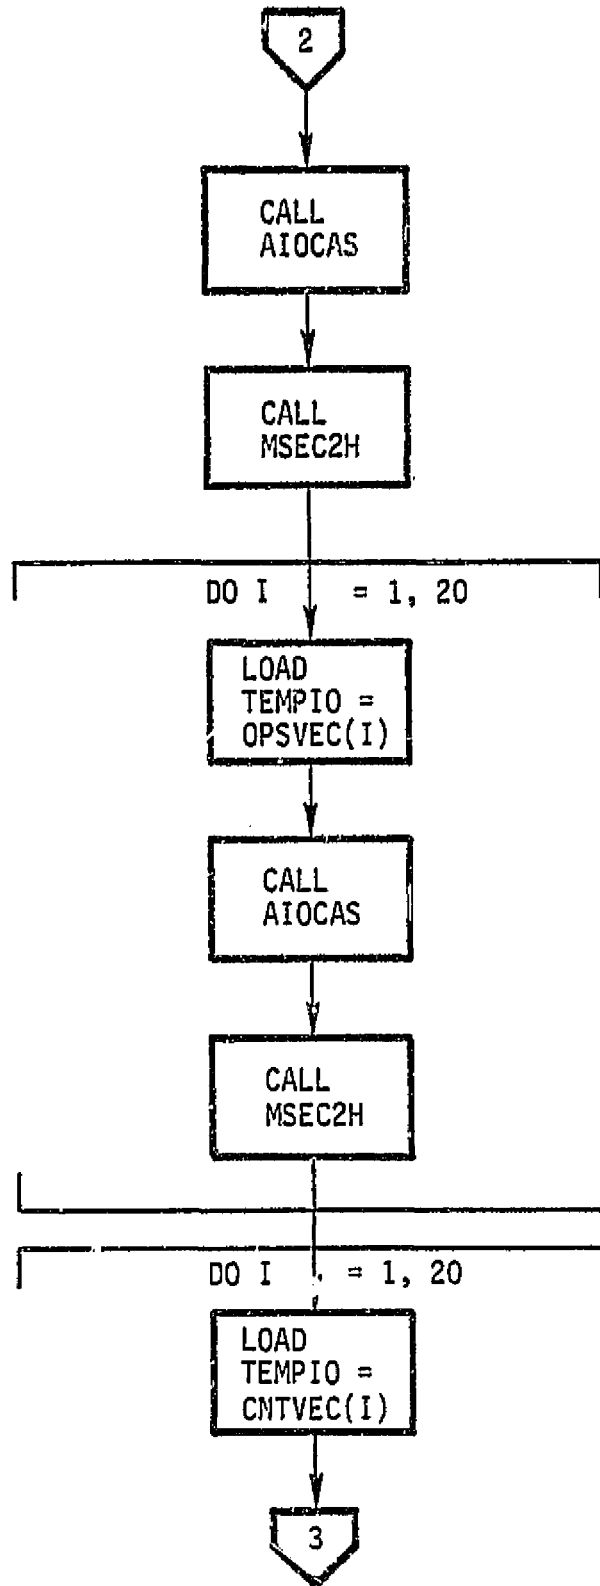 2
CALL
AIOCAS
CALL
MSEC2H
DO I = 1, 20
LOAD
TEMPIO =
OPSVEC(I)
CALL
AIOCAS
CALL
MSEC2H
DO I = 1, 20
LOAD
TEMPIO =
CNTVEC(I)
3